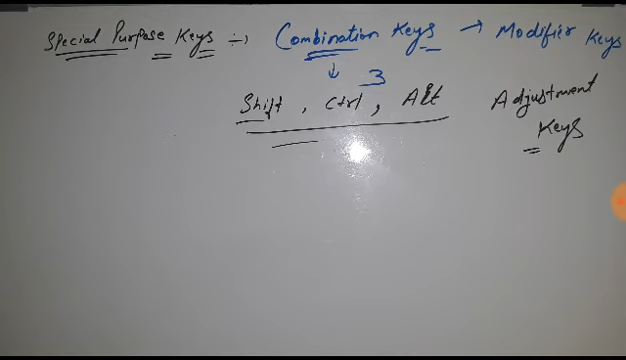 Special Purpose Keys :-> Combination Keys -> Modifier Keys
↓ 3
Shift, Ctrl, Alt
Adjustment
Keys